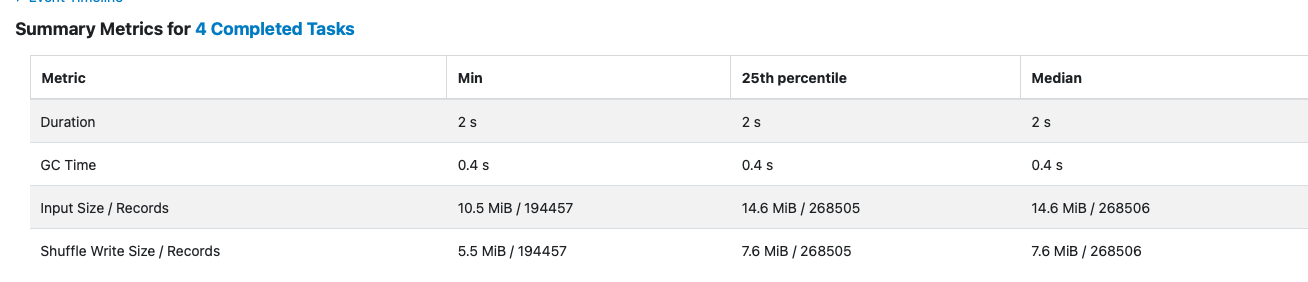 Event Timeline
Summary Metrics for 4 Completed Tasks
Metric Min 25th percentile Median
Duration 2 s 2 s 2 s
GC Time 0.4 s 0.4 s 0.4 s
Input Size / Records 10.5 MiB / 194457 14.6 MiB / 268505 14.6 MiB / 268506
Shuffle Write Size / Records 5.5 MiB / 194457 7.6 MiB / 268505 7.6 MiB / 268506